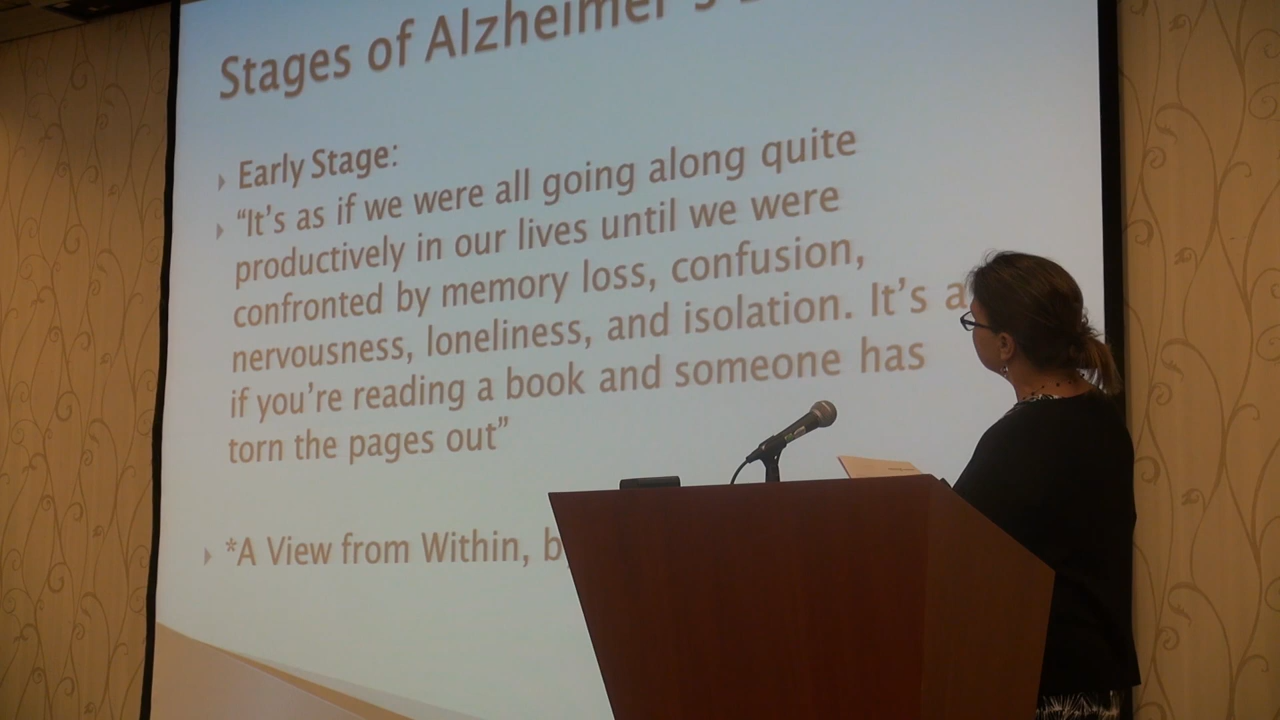 Stages of Alzheimer's
Early Stage:
“It's as if we were all going along quite
productively in our lives until we were
confronted by memory loss, confusion,
nervousness, loneliness, and isolation. It's
if you're reading a book and someone has
torn the pages out”
*A View from Within,